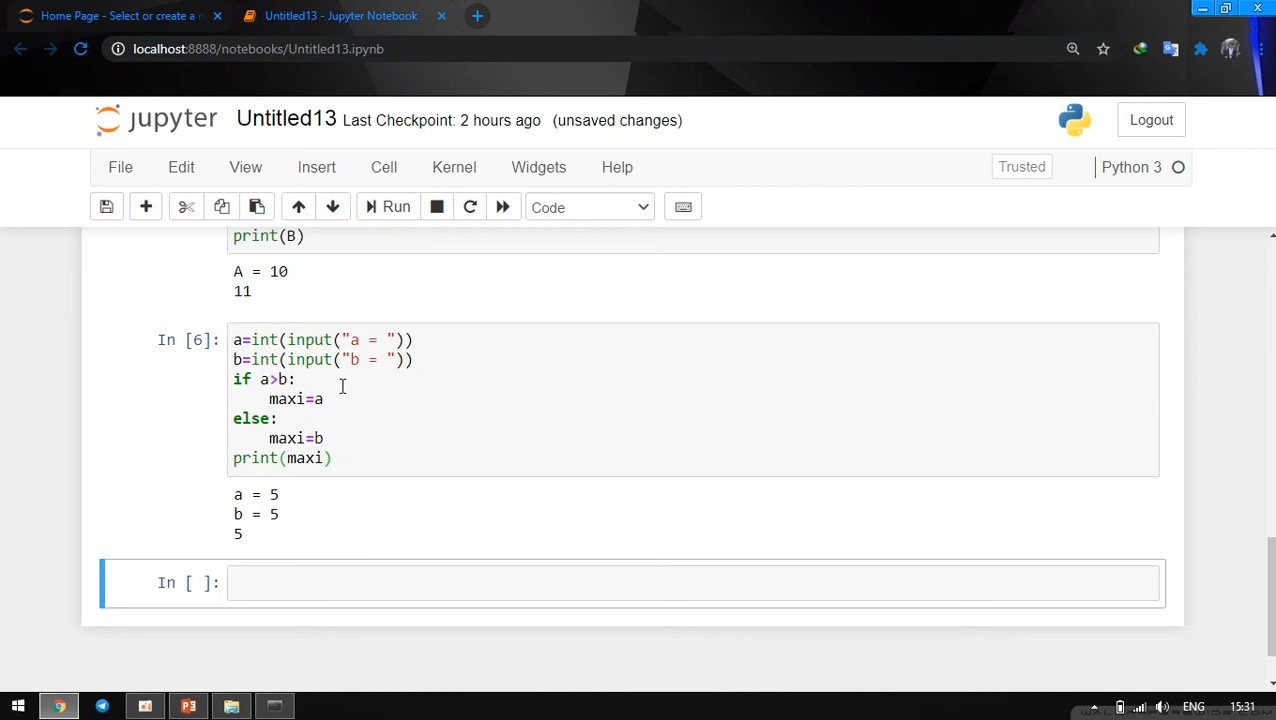 Home Page - Select or create a n
Untitled13 - Jupyter Notebook
localhost:8888/notebooks/Untitled13.ipynb
jupyter Untitled13 Last Checkpoint: 2 hours ago (unsaved changes)
Logout
File Edit View Insert Cell Kernel Widgets Help
Trusted
Python 3
Run
Code
print(B)
A = 10
11
In [6]:
a=int(input("a = "))
b=int(input("b = "))
if a>b:
    maxi=a
else:
    maxi=b
print(maxi)
a = 5
b = 5
5
In [ ]:
ENG
15:31